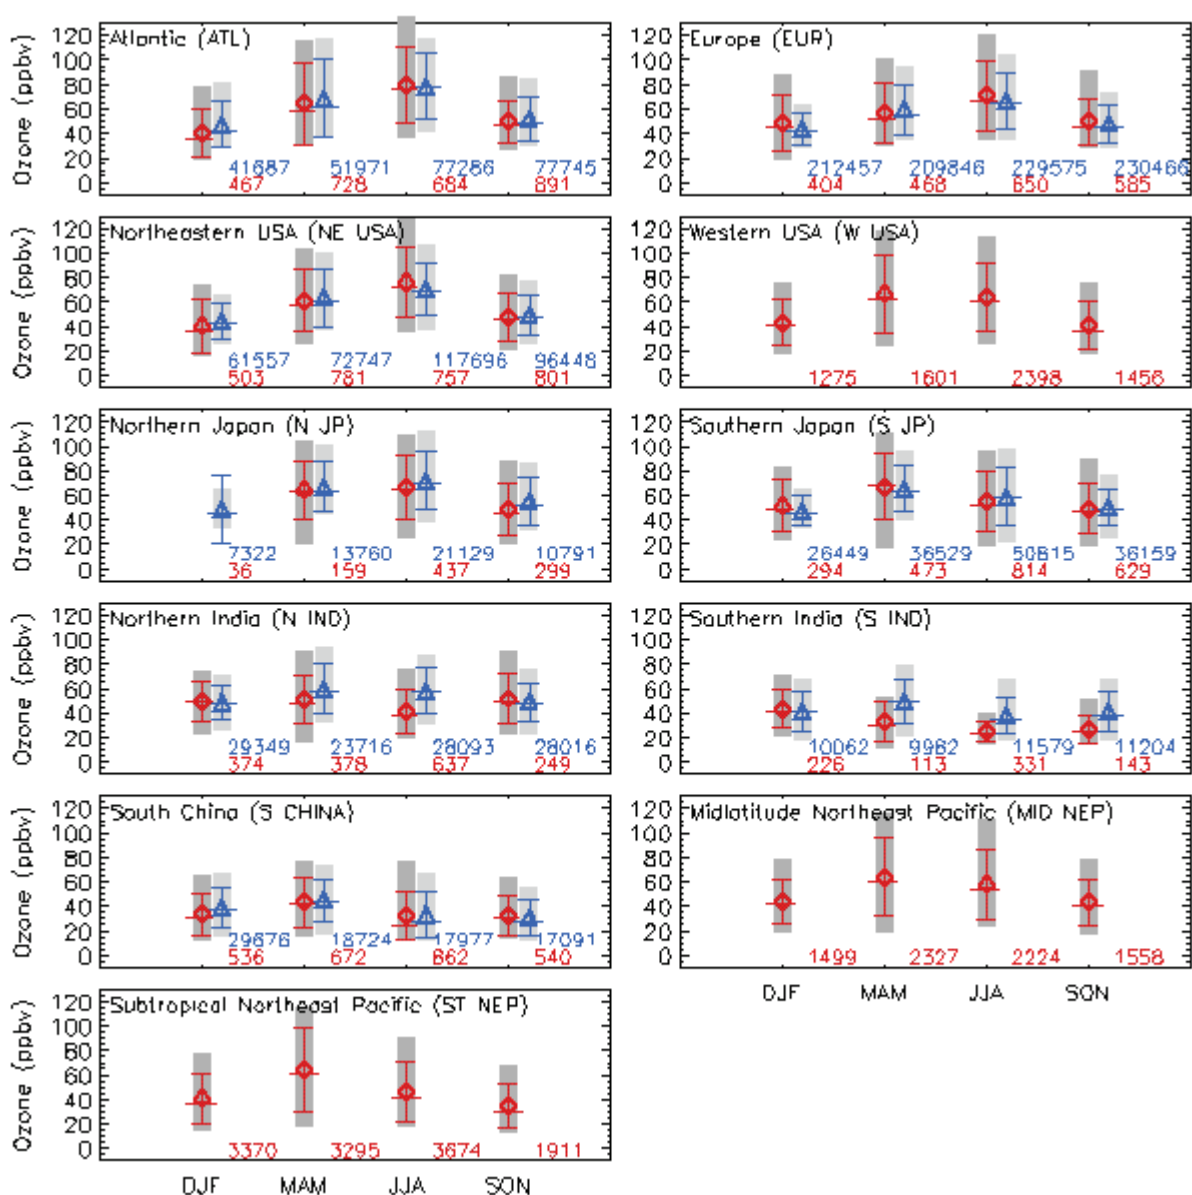 Atlantic (ATL)
Ozone (ppbv)
120
100
80
60
40
20
0
41687 51971 77286 77745
467 728 684 891
Europe (EUR)
120
100
80
60
40
20
0
212457 209846 229575 230466
404 468 650 585
Northeastern USA (NE USA)
Ozone (ppbv)
120
100
80
60
40
20
0
61557 72747 117696 96448
503 781 757 801
Western USA (W USA)
120
100
80
60
40
20
0
1275 1601 2398 1456
Northern Japan (N JP)
Ozone (ppbv)
120
100
80
60
40
20
0
7322 13760 21129 10791
36 159 437 299
Southern Japan (S JP)
120
100
80
60
40
20
0
26449 36529 50815 36159
294 473 814 629
Northern India (N IND)
Ozone (ppbv)
120
100
80
60
40
20
0
29349 23716 28093 28016
374 378 637 249
Southern India (S IND)
120
100
80
60
40
20
0
10062 9962 11579 11204
226 113 331 143
South China (S CHINA)
Ozone (ppbv)
120
100
80
60
40
20
0
29676 18724 17977 17091
536 672 862 540
Midlatitude Northeast Pacific (MID NEP)
120
100
80
60
40
20
0
1499 2327 2224 1558
DJF MAM JJA SON
Subtropical Northeast Pacific (ST NEP)
Ozone (ppbv)
120
100
80
60
40
20
0
3370 3295 3674 1911
DJF MAM JJA SON